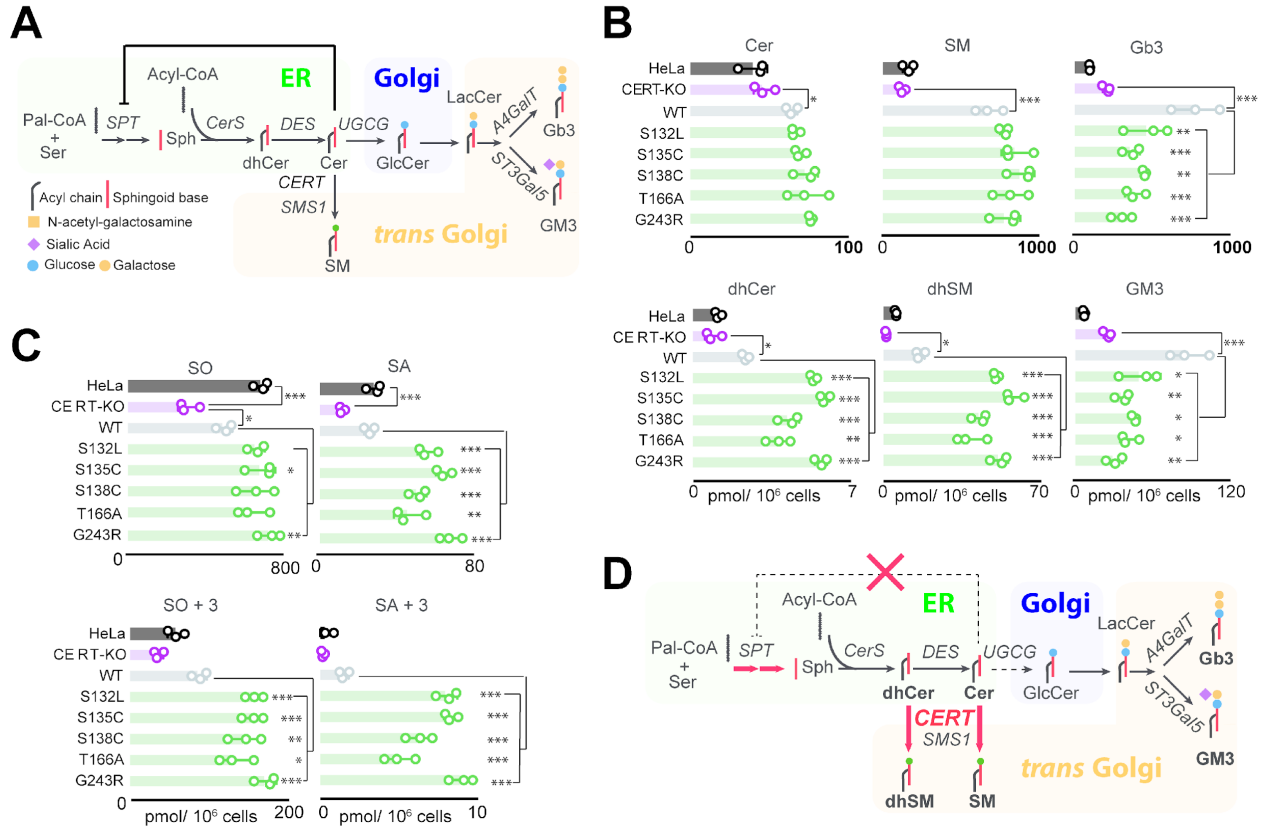 A
ER
Golgi
Acyl-CoA
LacCer
A4GalT
Pal-CoA
+
Ser
SPT
Sph
CerS
DES
UGCG
Gb3
dhCer
Cer
GlcCer
ST3Gal5
CERT
SMS1
GM3
Acyl chain
Sphingoid base
N-acetyl-galactosamine
Sialic Acid
Glucose
Galactose
trans Golgi
SM
B
Cer
SM
Gb3
HeLa
CERT-KO
WT
*
***
***
S132L
**
S135C
***
S138C
**
T166A
***
G243R
***
0
100
0
1000
0
1000
dhCer
dhSM
GM3
HeLa
CERT-KO
WT
*
*
***
S132L
***
***
*
S135C
***
***
**
S138C
***
***
*
T166A
**
***
*
G243R
***
***
**
0
7
0
70
0
120
pmol/ 10⁶ cells
pmol/ 10⁶ cells
pmol/ 10⁶ cells
C
SO
SA
HeLa
***
***
CERT-KO
*
WT
S132L
***
S135C
*
***
S138C
***
T166A
**
G243R
**
***
0
800
0
80
SO + 3
SA + 3
HeLa
CERT-KO
WT
S132L
***
***
S135C
***
***
S138C
**
***
T166A
*
***
G243R
***
***
0
200
0
10
pmol/ 10⁶ cells
pmol/ 10⁶ cells
D
ER
Golgi
Acyl-CoA
LacCer
A4GalT
Pal-CoA
+
Ser
SPT
Sph
CerS
DES
UGCG
Gb3
dhCer
Cer
GlcCer
ST3Gal5
CERT
SMS1
GM3
trans Golgi
dhSM
SM